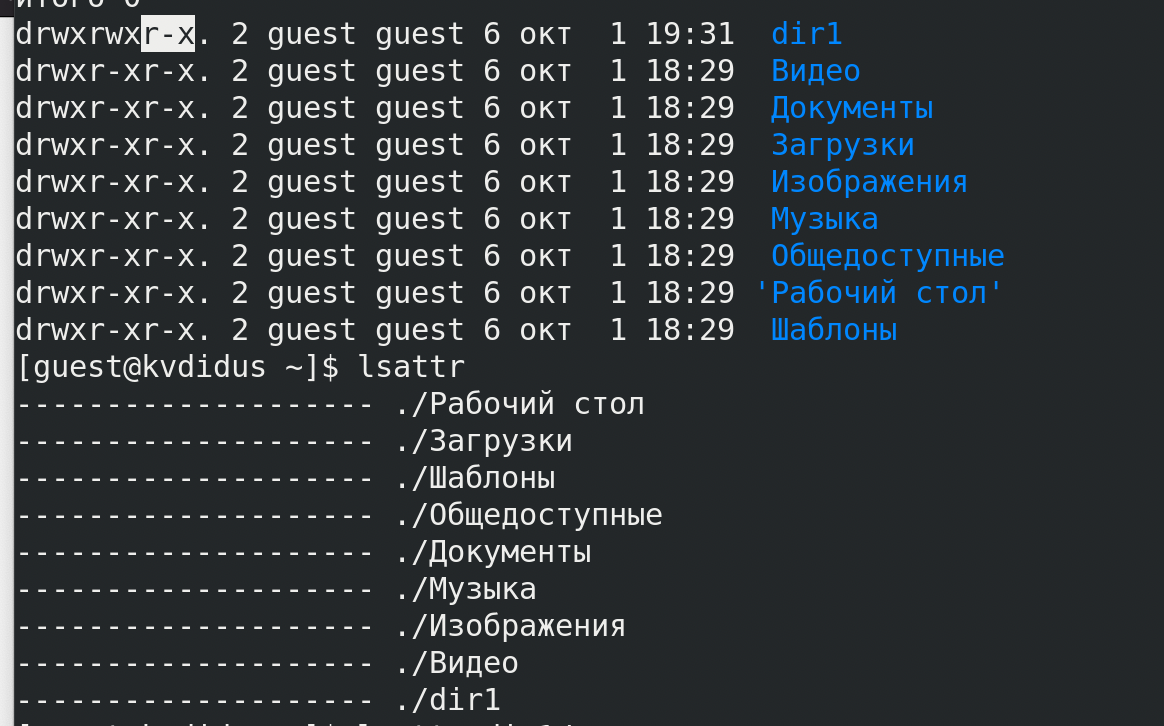 итого 0
drwxrwxr-x. 2 guest guest 6 окт  1 19:31  dir1
drwxr-xr-x. 2 guest guest 6 окт  1 18:29  Видео
drwxr-xr-x. 2 guest guest 6 окт  1 18:29  Документы
drwxr-xr-x. 2 guest guest 6 окт  1 18:29  Загрузки
drwxr-xr-x. 2 guest guest 6 окт  1 18:29  Изображения
drwxr-xr-x. 2 guest guest 6 окт  1 18:29  Музыка
drwxr-xr-x. 2 guest guest 6 окт  1 18:29  Общедоступные
drwxr-xr-x. 2 guest guest 6 окт  1 18:29 'Рабочий стол'
drwxr-xr-x. 2 guest guest 6 окт  1 18:29  Шаблоны
[guest@kvdidus ~]$ lsattr
-------------------- ./Рабочий стол
-------------------- ./Загрузки
-------------------- ./Шаблоны
-------------------- ./Общедоступные
-------------------- ./Документы
-------------------- ./Музыка
-------------------- ./Изображения
-------------------- ./Видео
-------------------- ./dir1